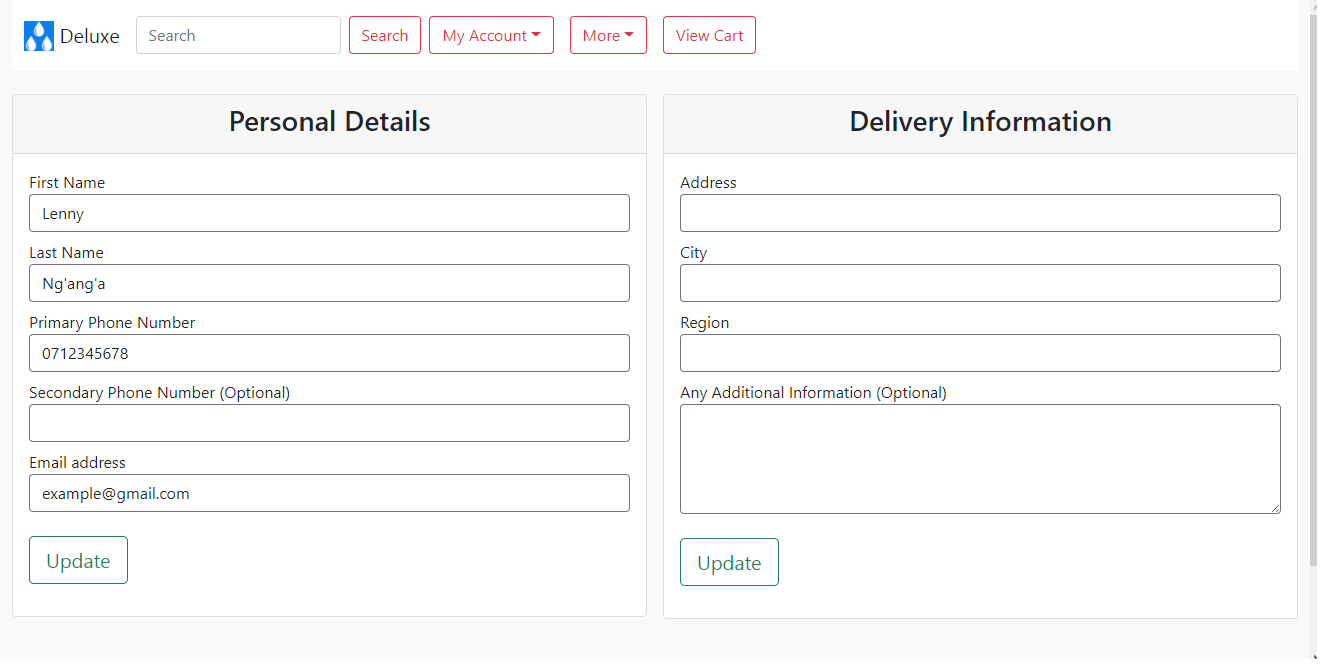 Deluxe Search Search My Account More View Cart
Personal Details
First Name
Lenny
Last Name
Ng'ang'a
Primary Phone Number
0712345678
Secondary Phone Number (Optional)
Email address
example@gmail.com
Update
Delivery Information
Address
City
Region
Any Additional Information (Optional)
Update